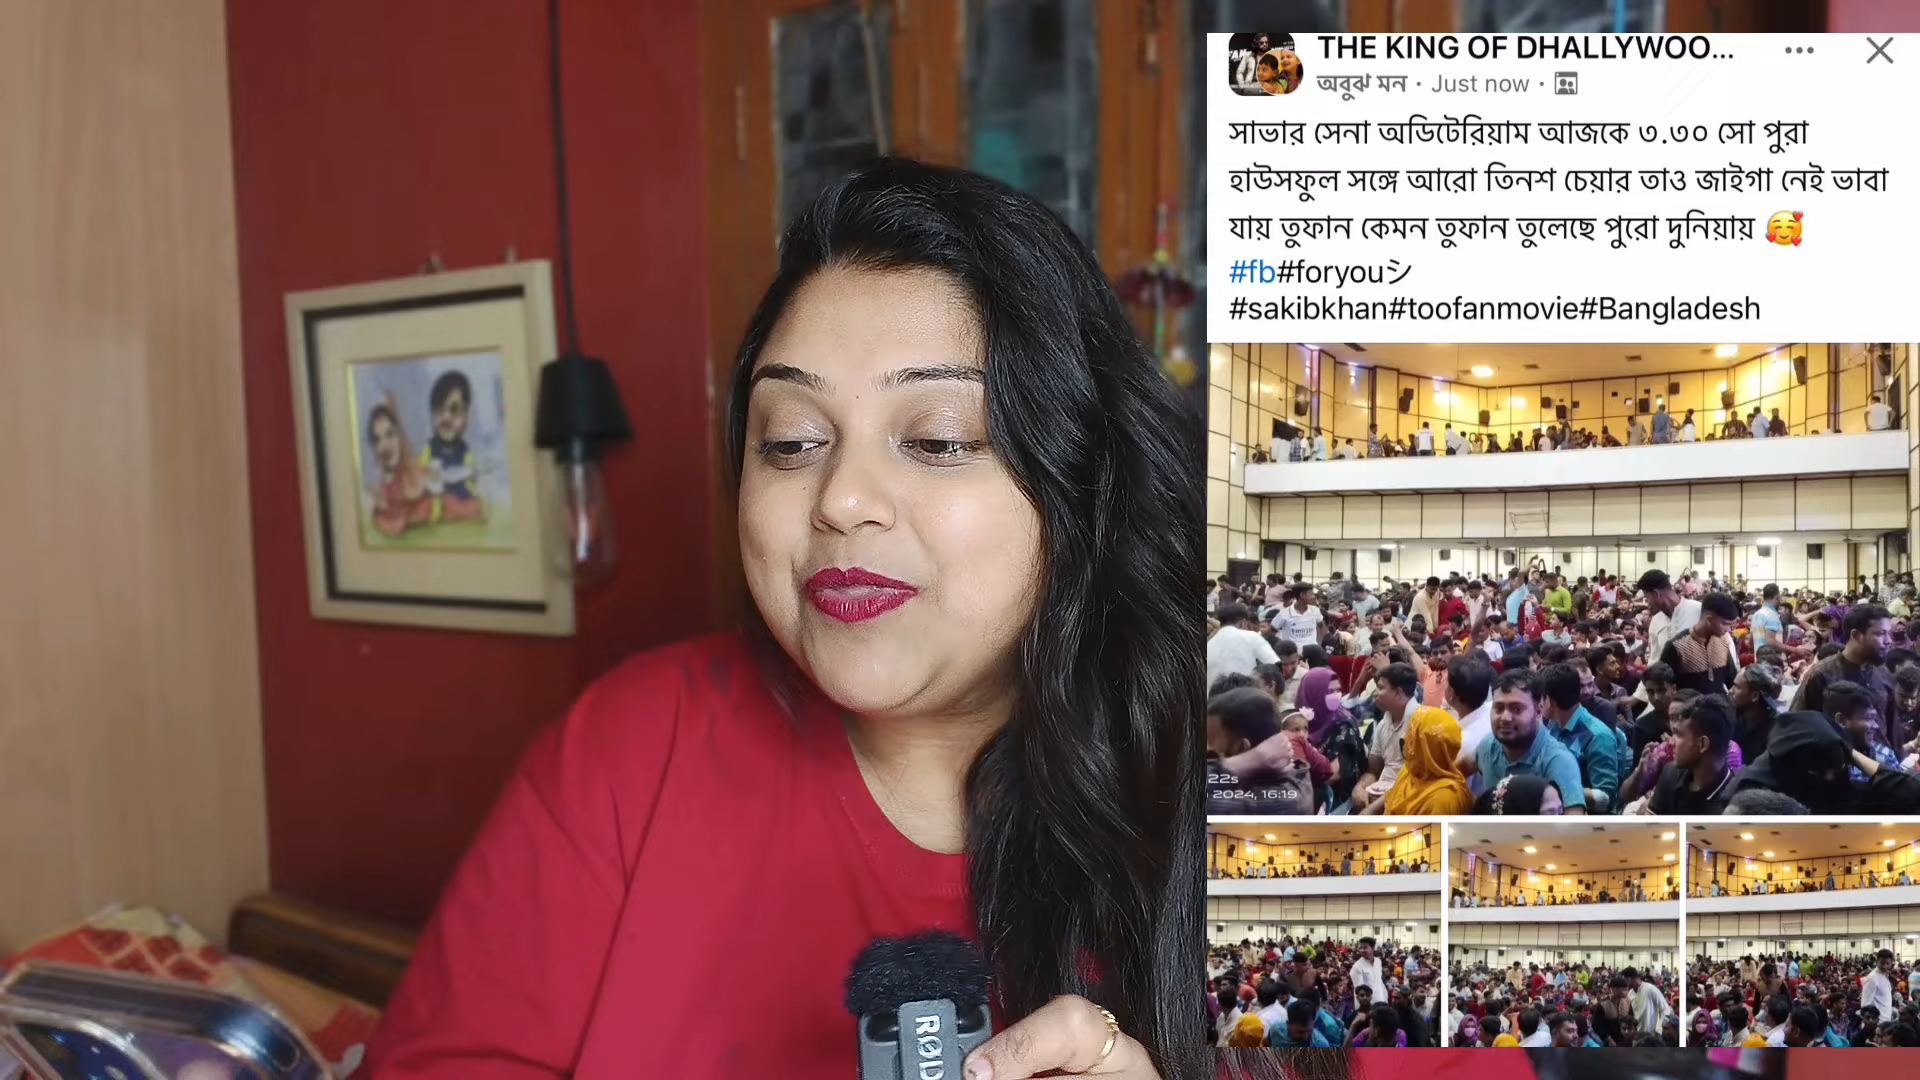 THE KING OF DHALLYWOO...
অবুঝ মন · Just now ·
সাভার সেনা অডিটেরিয়াম আজকে ৩.৩০ সো পুরা
হাউসফুল সঙ্গে আরো তিনশ চেয়ার তাও জাইগা নেই ভাবা
যায় তুফান কেমন তুফান তুলেছে পুরো দুনিয়ায় 🥰
#fb#foryouシ
#sakibkhan#toofanmovie#Bangladesh
22s
2024, 16:19
RØD